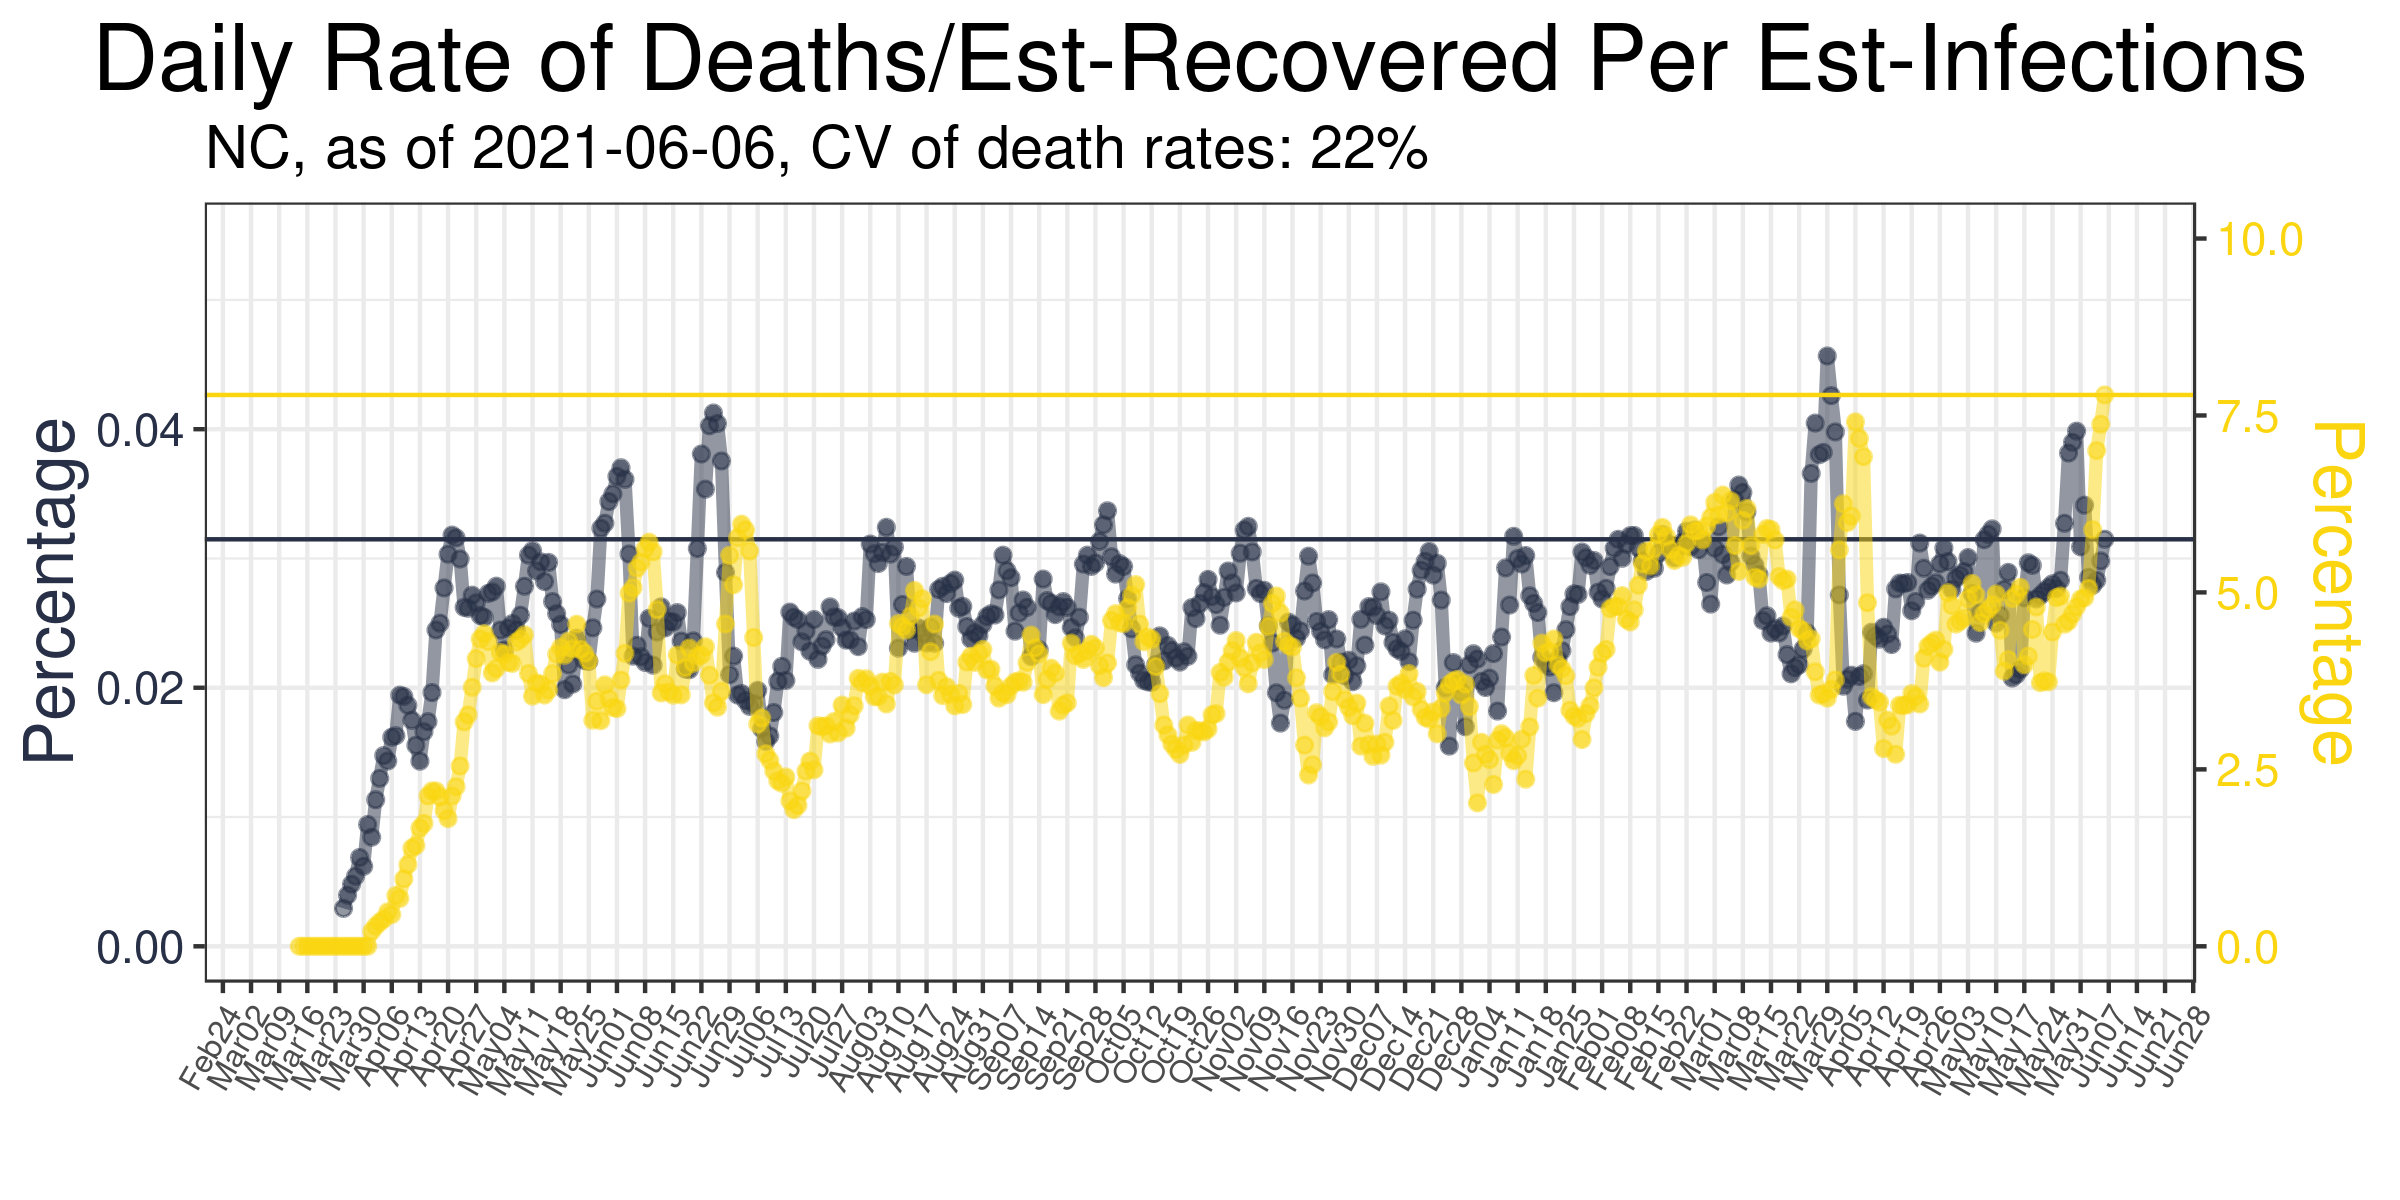 Daily Rate of Deaths/Est-Recovered Per Est-Infections
NC, as of 2021-06-06, CV of death rates: 22%
Percentage
0.04
0.02
0.00
10.0
7.5
5.0
2.5
0.0
Percentage
Feb24
Mar02
Mar09
Mar16
Mar23
Mar30
Apr06
Apr13
Apr20
Apr27
May04
May11
May18
May25
Jun01
Jun08
Jun15
Jun22
Jun29
Jul06
Jul13
Jul20
Jul27
Aug03
Aug10
Aug17
Aug24
Aug31
Sep07
Sep14
Sep21
Sep28
Oct05
Oct12
Oct19
Oct26
Nov02
Nov09
Nov16
Nov23
Nov30
Dec07
Dec14
Dec21
Dec28
Jan04
Jan11
Jan18
Jan25
Feb01
Feb08
Feb15
Feb22
Mar01
Mar08
Mar15
Mar22
Mar29
Apr05
Apr12
Apr19
Apr26
May03
May10
May17
May24
May31
Jun07
Jun14
Jun21
Jun28